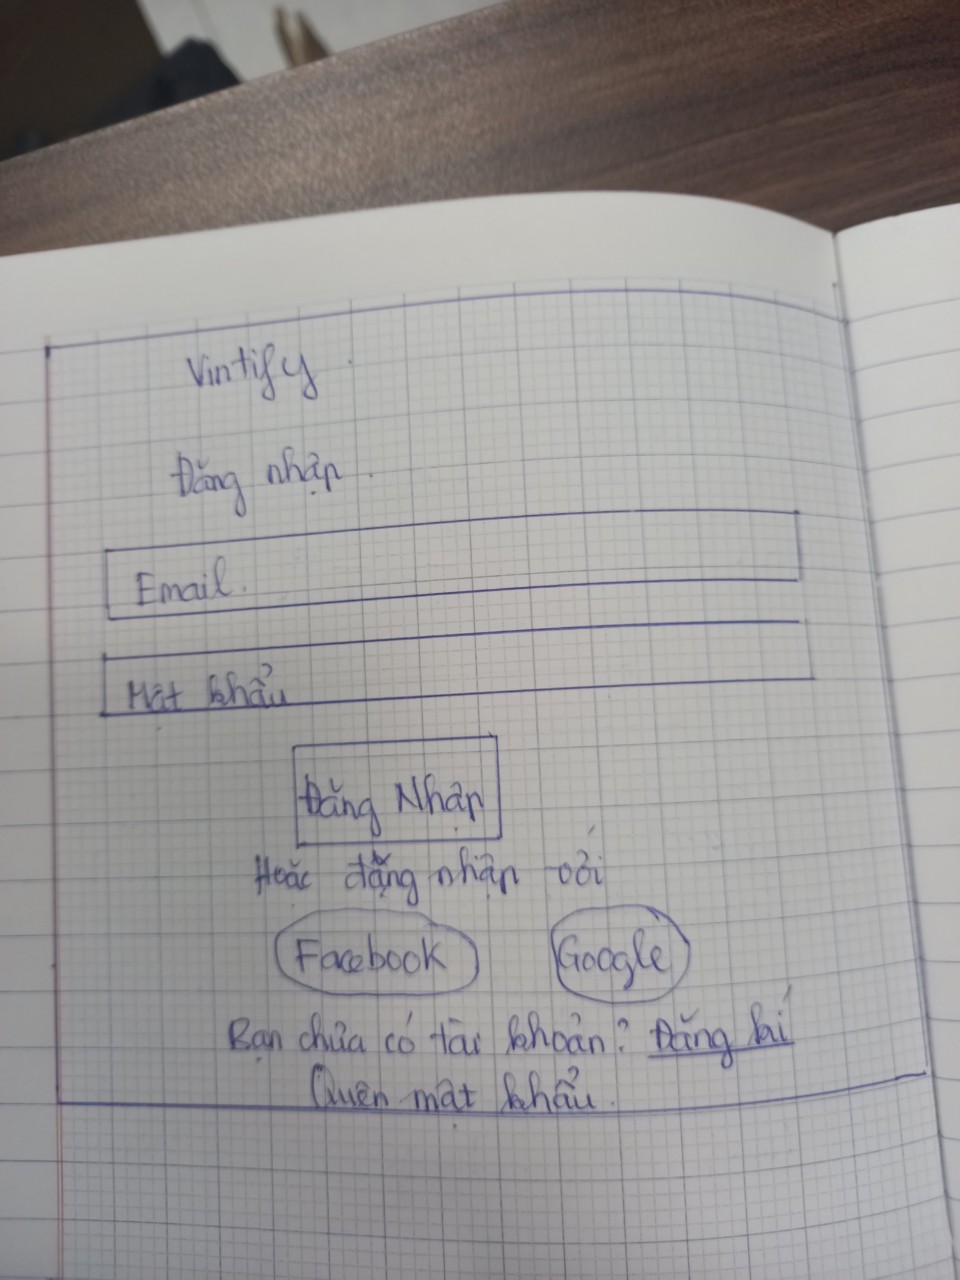 Vintify
Đăng nhập
Email.
Mật khẩu
Đăng Nhập
Hoặc đăng nhập với
Facebook Google
Bạn chưa có tài khoản? Đăng kí
Quên mật khẩu.